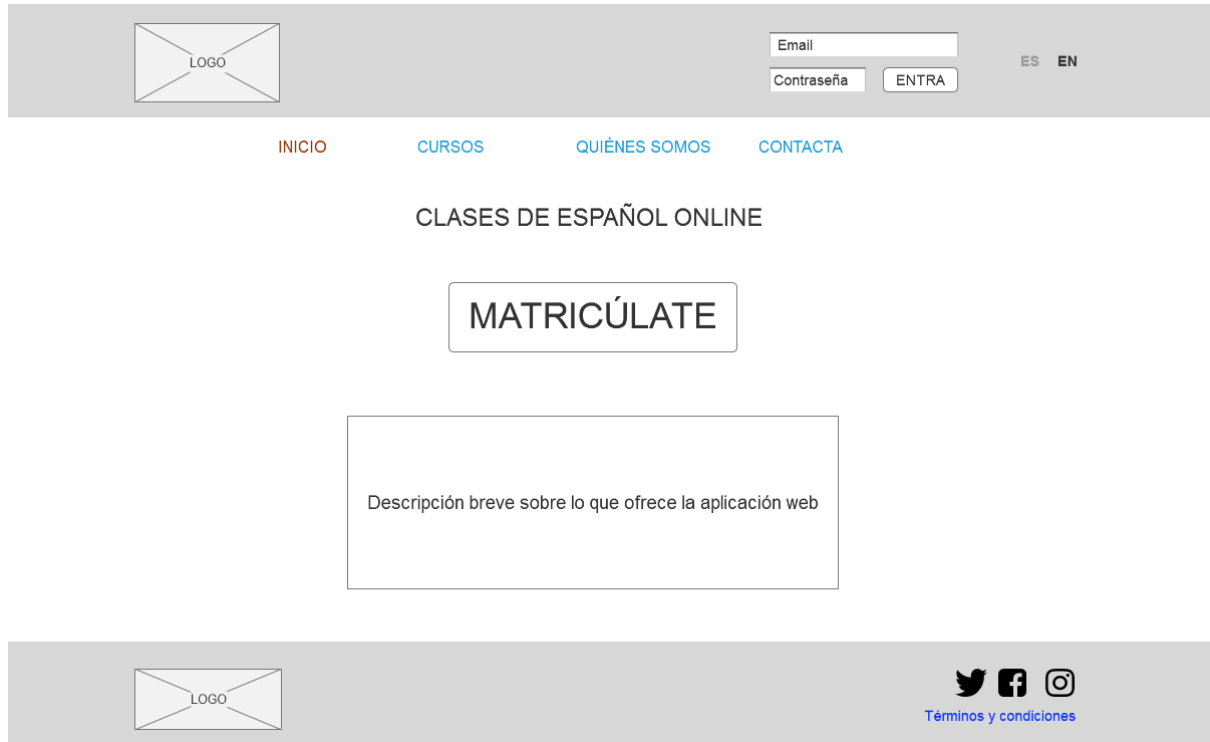 LOGO
Email
Contraseña ENTRA
ES EN
INICIO CURSOS QUIÉNES SOMOS CONTACTA
CLASES DE ESPAÑOL ONLINE
MATRICÚLATE
Descripción breve sobre lo que ofrece la aplicación web
LOGO
Términos y condiciones